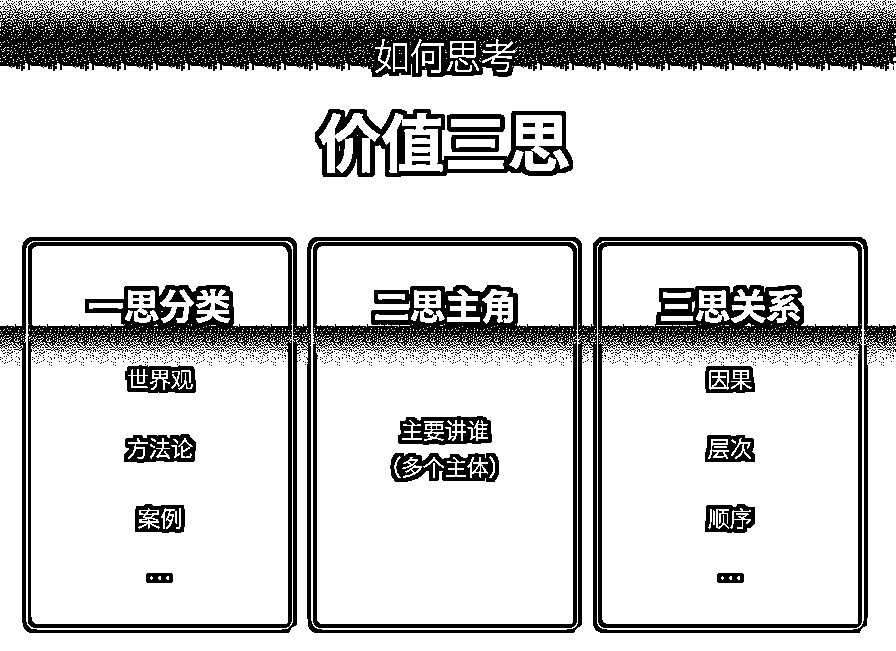 如何思考
价值三思
一思分类
世界观
方法论
案例
...
二思主角
主要讲谁
(多个主体)
三思关系
因果
层次
顺序
...